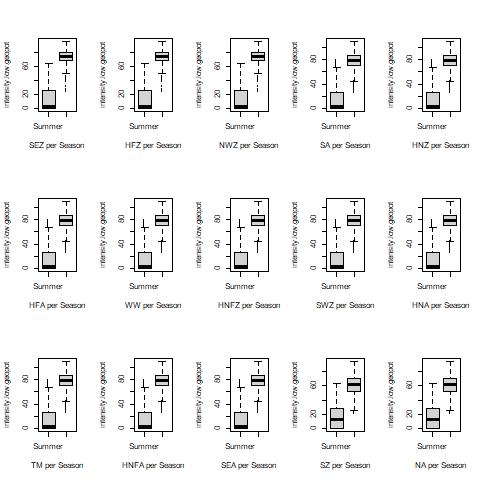 intensity low geopot 0 20 60 Summer SEZ per Season
intensity low geopot 0 20 60 Summer HFZ per Season
intensity low geopot 0 20 60 Summer NWZ per Season
intensity low geopot 0 40 80 Summer SA per Season
intensity low geopot 0 40 80 Summer HNZ per Season
intensity low geopot 0 40 80 Summer HFA per Season
intensity low geopot 0 40 80 Summer WW per Season
intensity low geopot 0 40 80 Summer HNFZ per Season
intensity low geopot 0 40 80 Summer SWZ per Season
intensity low geopot 0 40 80 Summer HNA per Season
intensity low geopot 0 40 80 Summer TM per Season
intensity low geopot 0 40 80 Summer HNFA per Season
intensity low geopot 0 40 80 Summer SEA per Season
intensity low geopot 0 20 60 Summer SZ per Season
intensity low geopot 0 20 60 Summer NA per Season